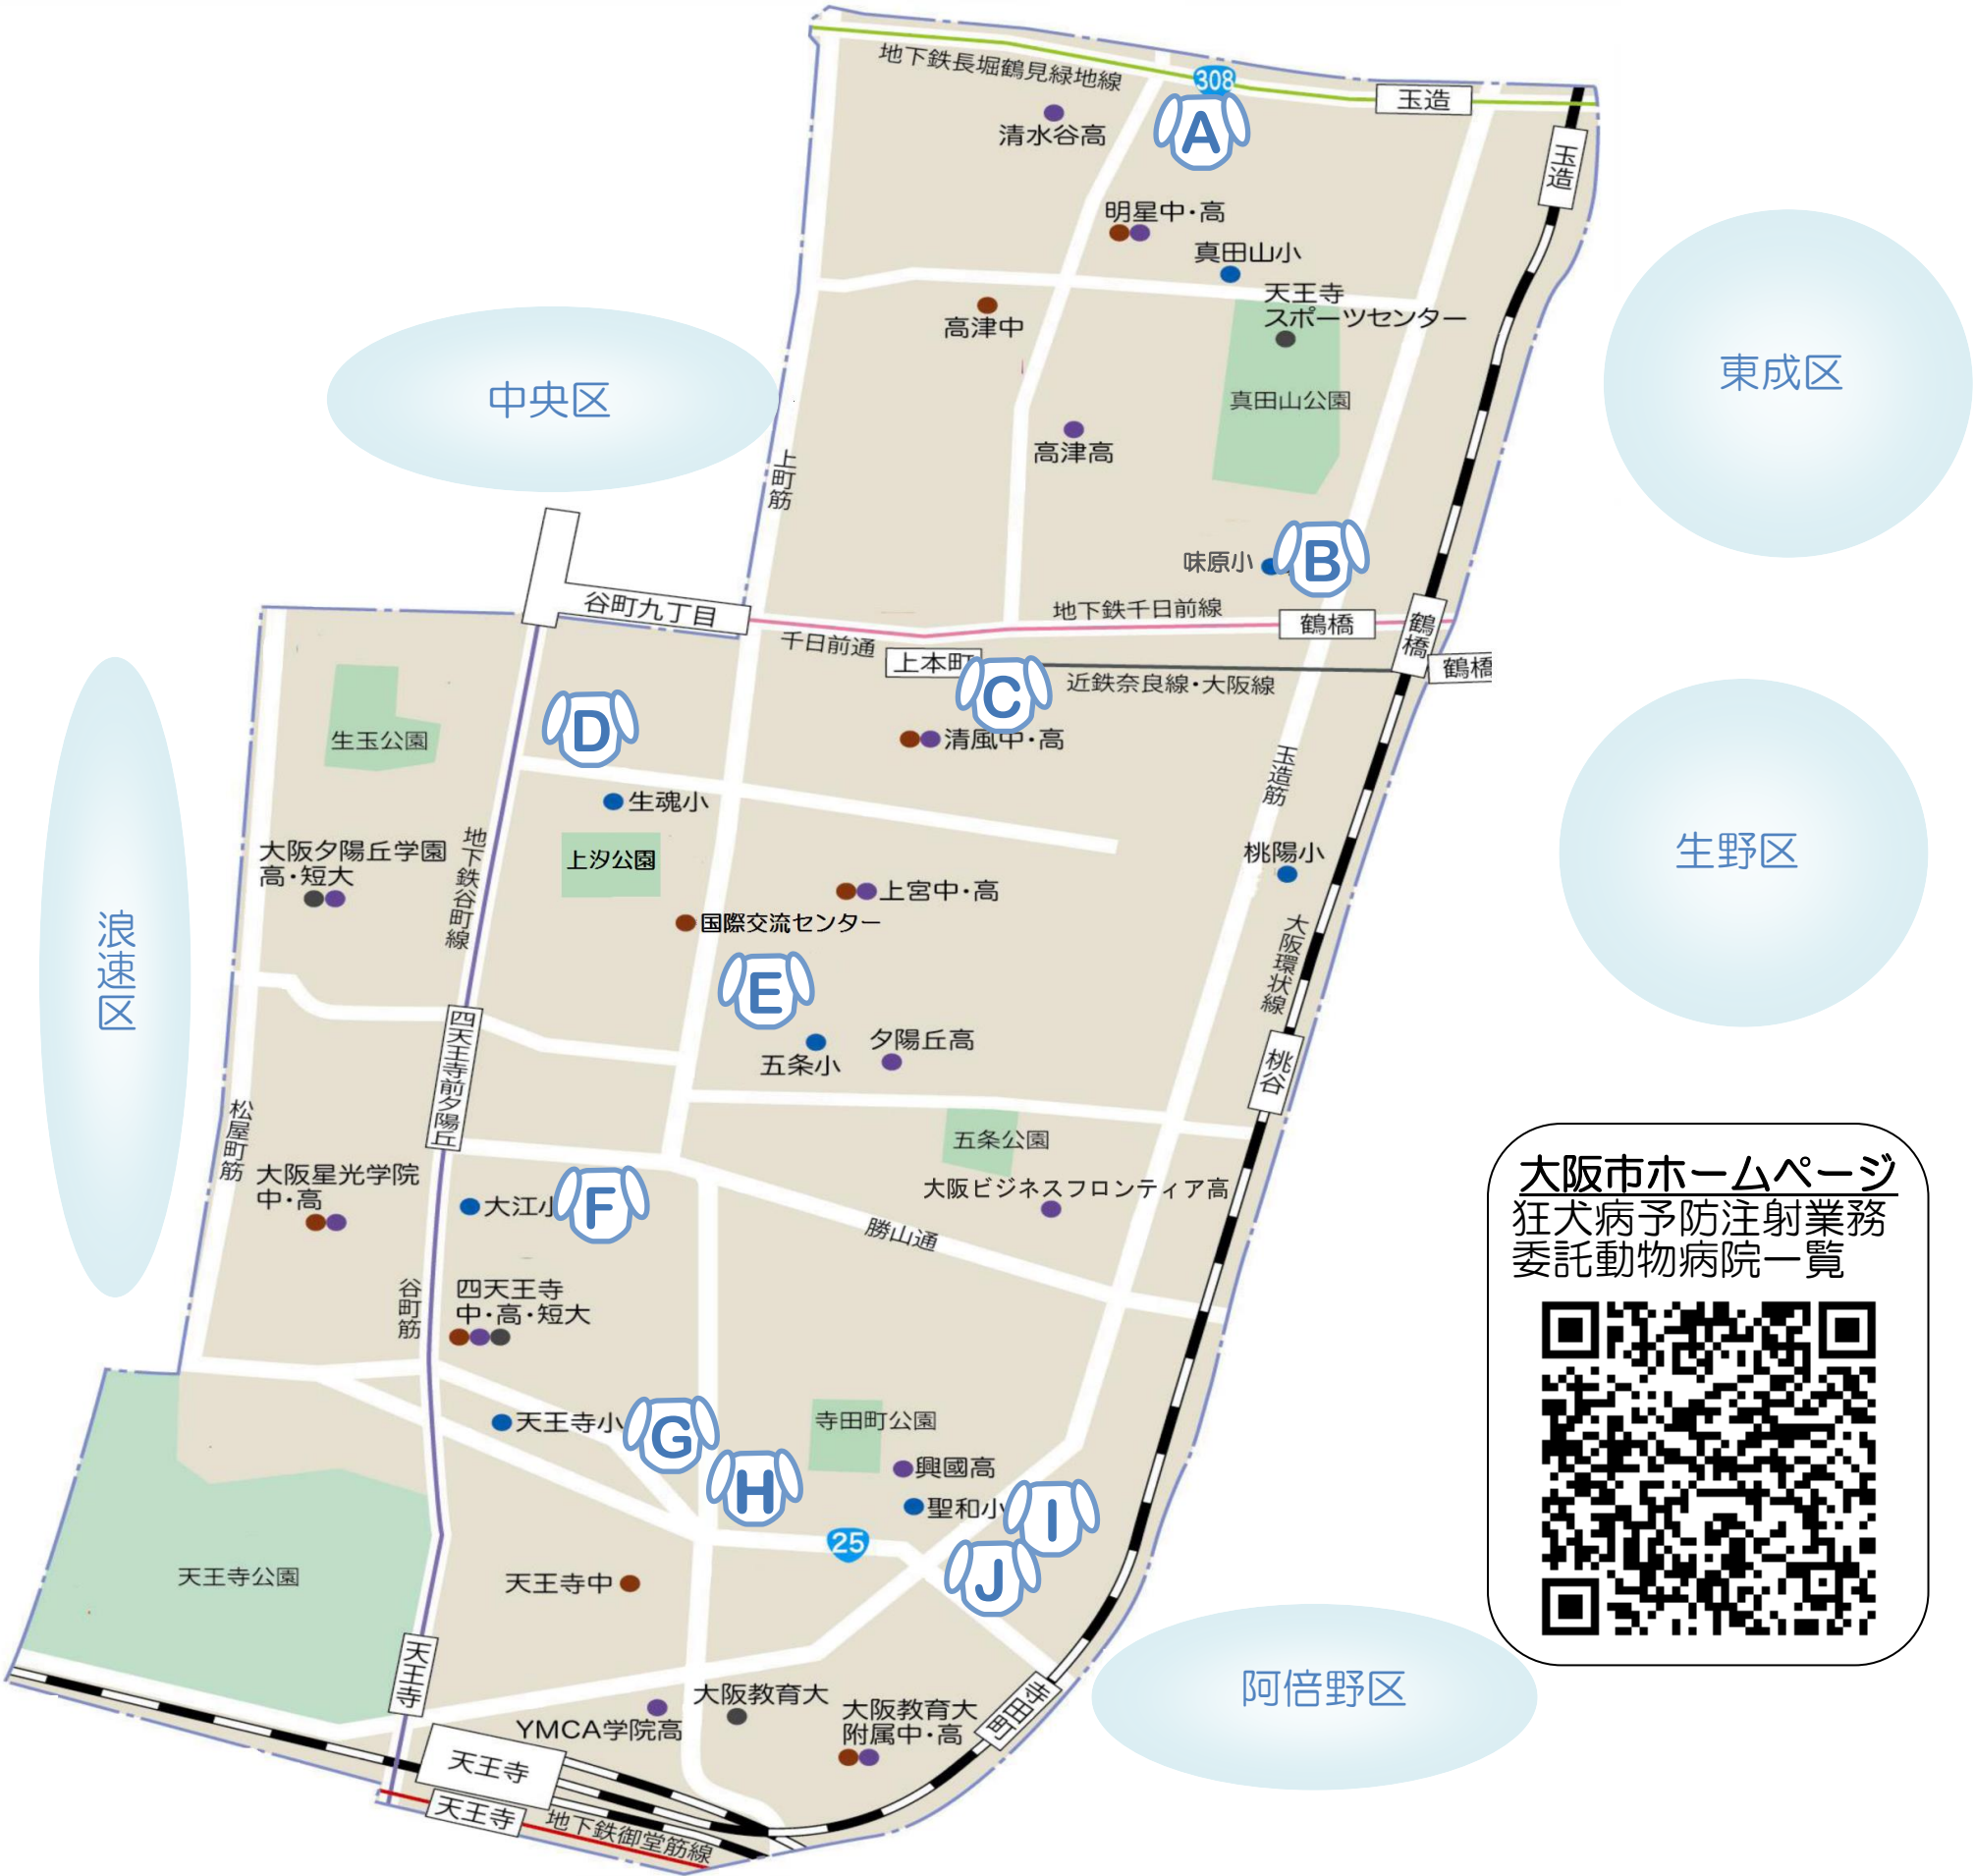 地下鉄長堀鶴見緑地線
308
玉造
A
清水谷高
玉造
明星中・高
真田山小
天王寺
スポーツセンター
高津中
東成区
中央区
真田山公園
高津高
上町筋
味原小
B
谷町九丁目
地下鉄千日前線
鶴橋
鶴橋
千日前通
上本町
鶴橋
C
近鉄奈良線・大阪線
D
生玉公園
清風中・高
玉造筋
生魂小
生野区
大阪夕陽丘学園
高・短大
地下鉄谷町線
上汐公園
桃陽小
上宮中・高
国際交流センター
浪速区
大阪環状線
E
四天王寺前夕陽丘
五条小
夕陽丘高
桃谷
松屋町筋
五条公園
大阪星光学院
中・高
大江小
F
大阪ビジネスフロンティア高
勝山通
大阪市ホームページ
狂犬病予防注射業務
委託動物病院一覧
谷町筋
四天王寺
中・高・短大
天王寺小
G
寺田町公園
H
興國高
聖和小
I
25
J
天王寺公園
天王寺中
天王寺
寺田町
阿倍野区
YMCA学院高
大阪教育大
大阪教育大
附属中・高
天王寺
天王寺
地下鉄御堂筋線